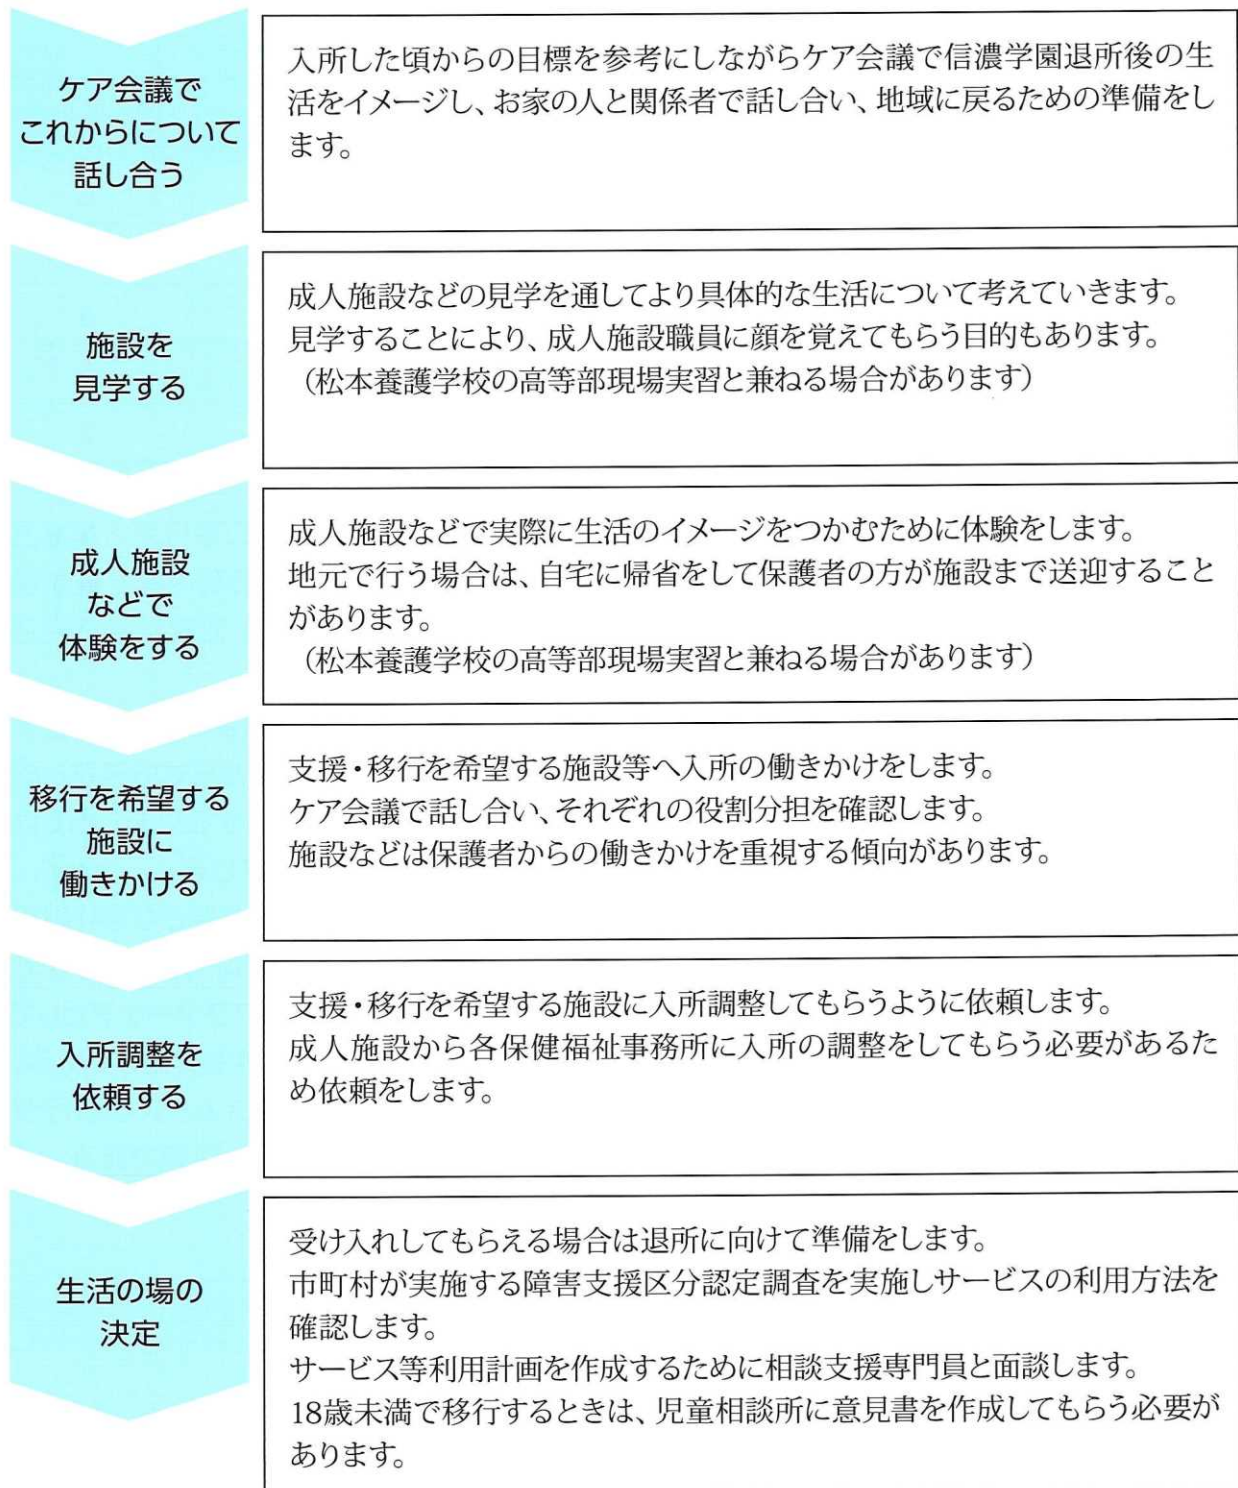 ケア会議で
これからについて
話し合う
入所した頃からの目標を参考にしながらケア会議で信濃学園退所後の生
活をイメージし、お家の人と関係者で話し合い、地域に戻るための準備をし
ます。
施設を
見学する
成人施設などの見学を通してより具体的な生活について考えていきます。
見学することにより、成人施設職員に顔を覚えてもらう目的もあります。
(松本養護学校の高等部現場実習と兼ねる場合があります)
成人施設
などで
体験をする
成人施設などで実際に生活のイメージをつかむために体験をします。
地元で行う場合は、自宅に帰省をして保護者の方が施設まで送迎すること
があります。
(松本養護学校の高等部現場実習と兼ねる場合があります)
移行を希望する
施設に
働きかける
支援・移行を希望する施設等へ入所の働きかけをします。
ケア会議で話し合い、それぞれの役割分担を確認します。
施設などは保護者からの働きかけを重視する傾向があります。
入所調整を
依頼する
支援・移行を希望する施設に入所調整してもらうように依頼します。
成人施設から各保健福祉事務所に入所の調整をしてもらう必要があるた
め依頼をします。
生活の場の
決定
受け入れしてもらえる場合は退所に向けて準備をします。
市町村が実施する障害支援区分認定調査を実施しサービスの利用方法を
確認します。
サービス等利用計画を作成するために相談支援専門員と面談します。
18歳未満で移行するときは、児童相談所に意見書を作成してもらう必要が
あります。